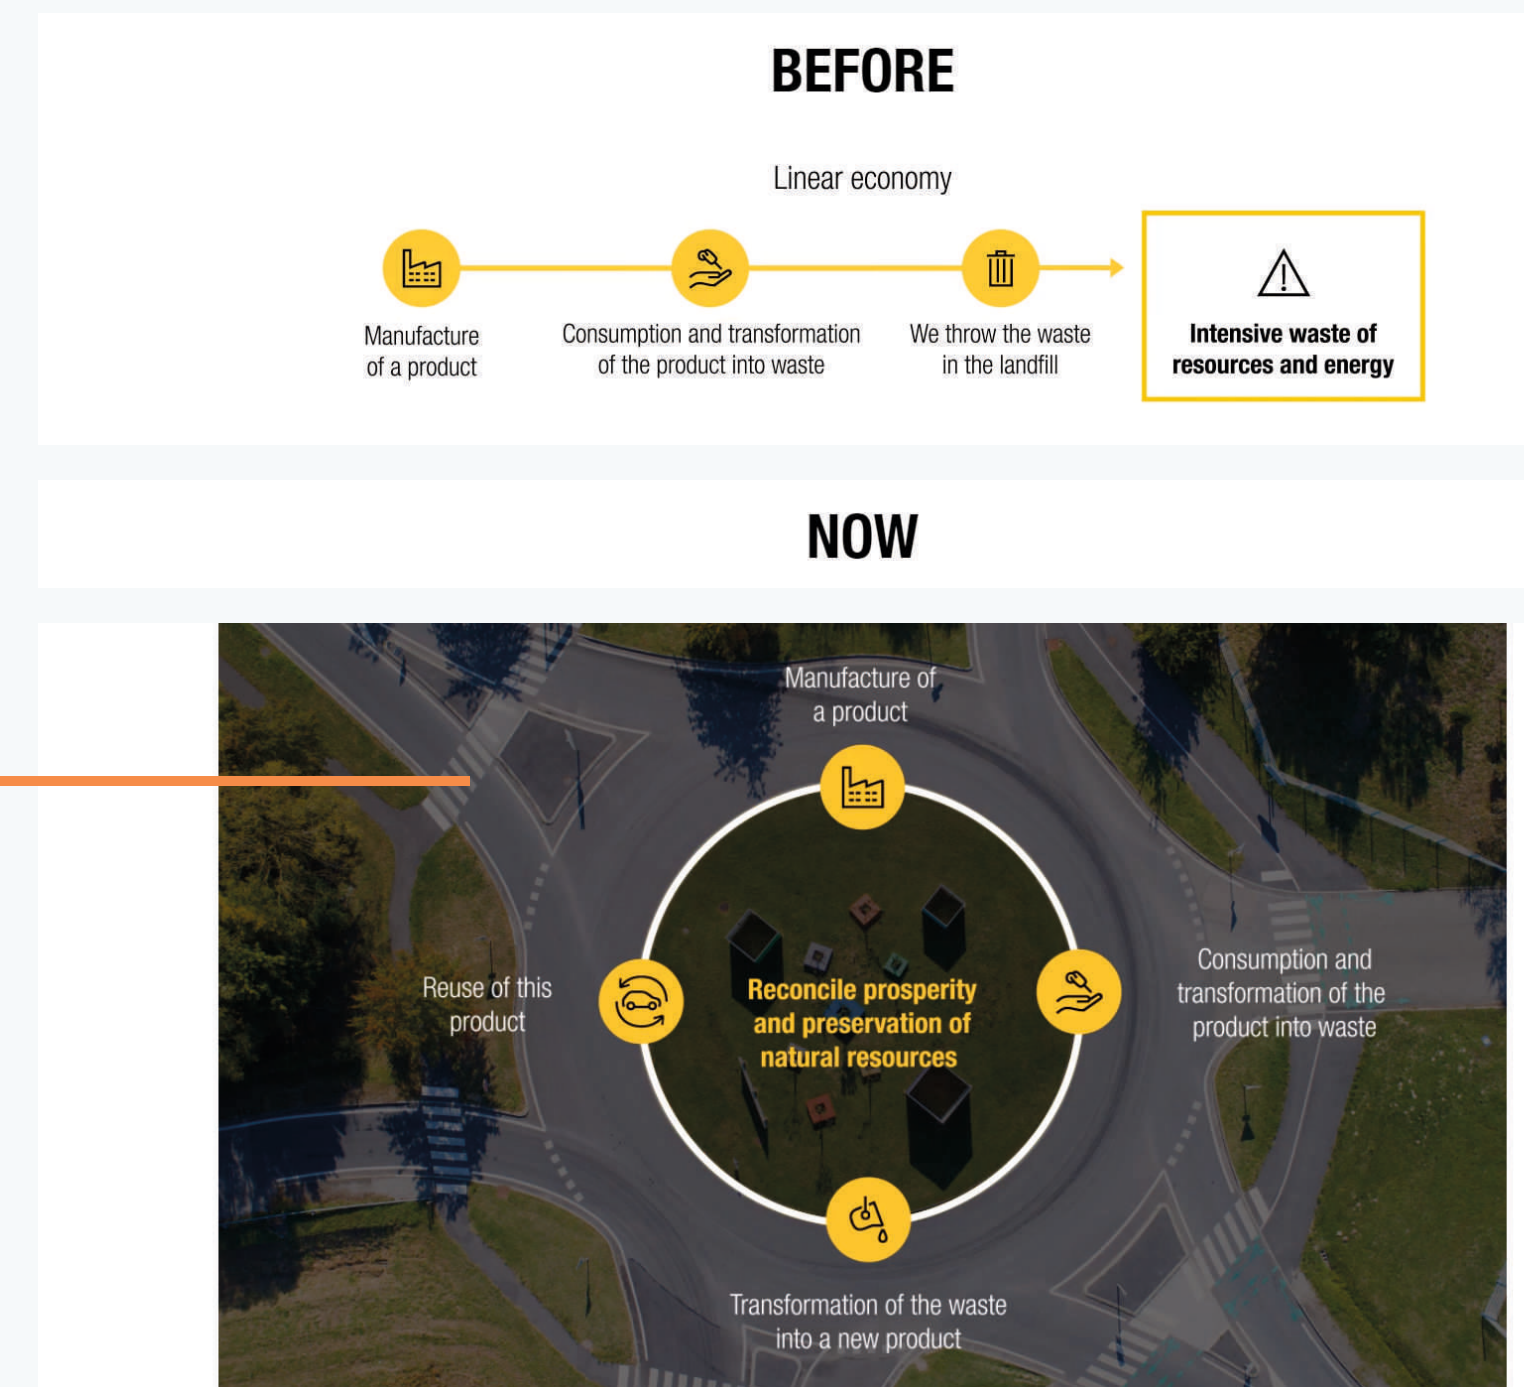 BEFORE
Linear economy
Manufacture
of a product
Consumption and transformation
of the product into waste
We throw the waste
in the landfill
Intensive waste of
resources and energy
NOW
Manufacture of
a product
Consumption and
transformation of the
product into waste
Reuse of this
product
Reconcile prosperity
and preservation of
natural resources
Transformation of the waste
into a new product